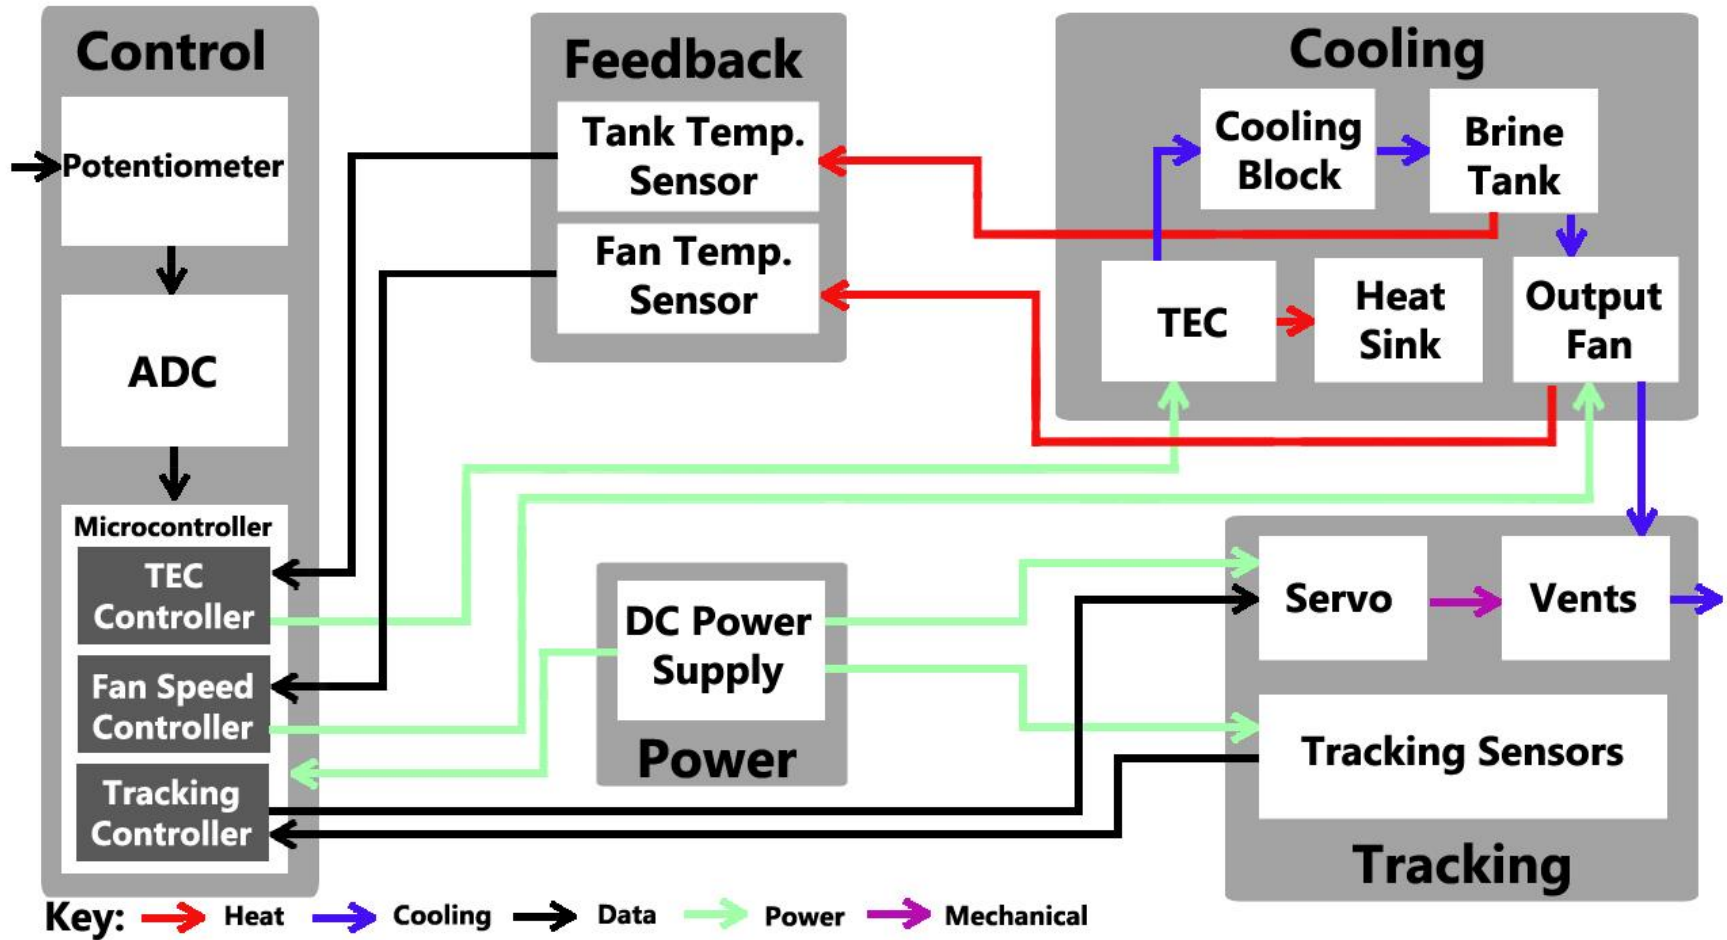 Control
Potentiometer
ADC
Microcontroller
TEC
Controller
Fan Speed
Controller
Tracking
Controller
Feedback
Tank Temp.
Sensor
Fan Temp.
Sensor
Cooling
Cooling
Block
Brine
Tank
TEC
Heat
Sink
Output
Fan
DC Power
Supply
Power
Servo
Vents
Tracking Sensors
Tracking
Key: Heat Cooling Data Power Mechanical